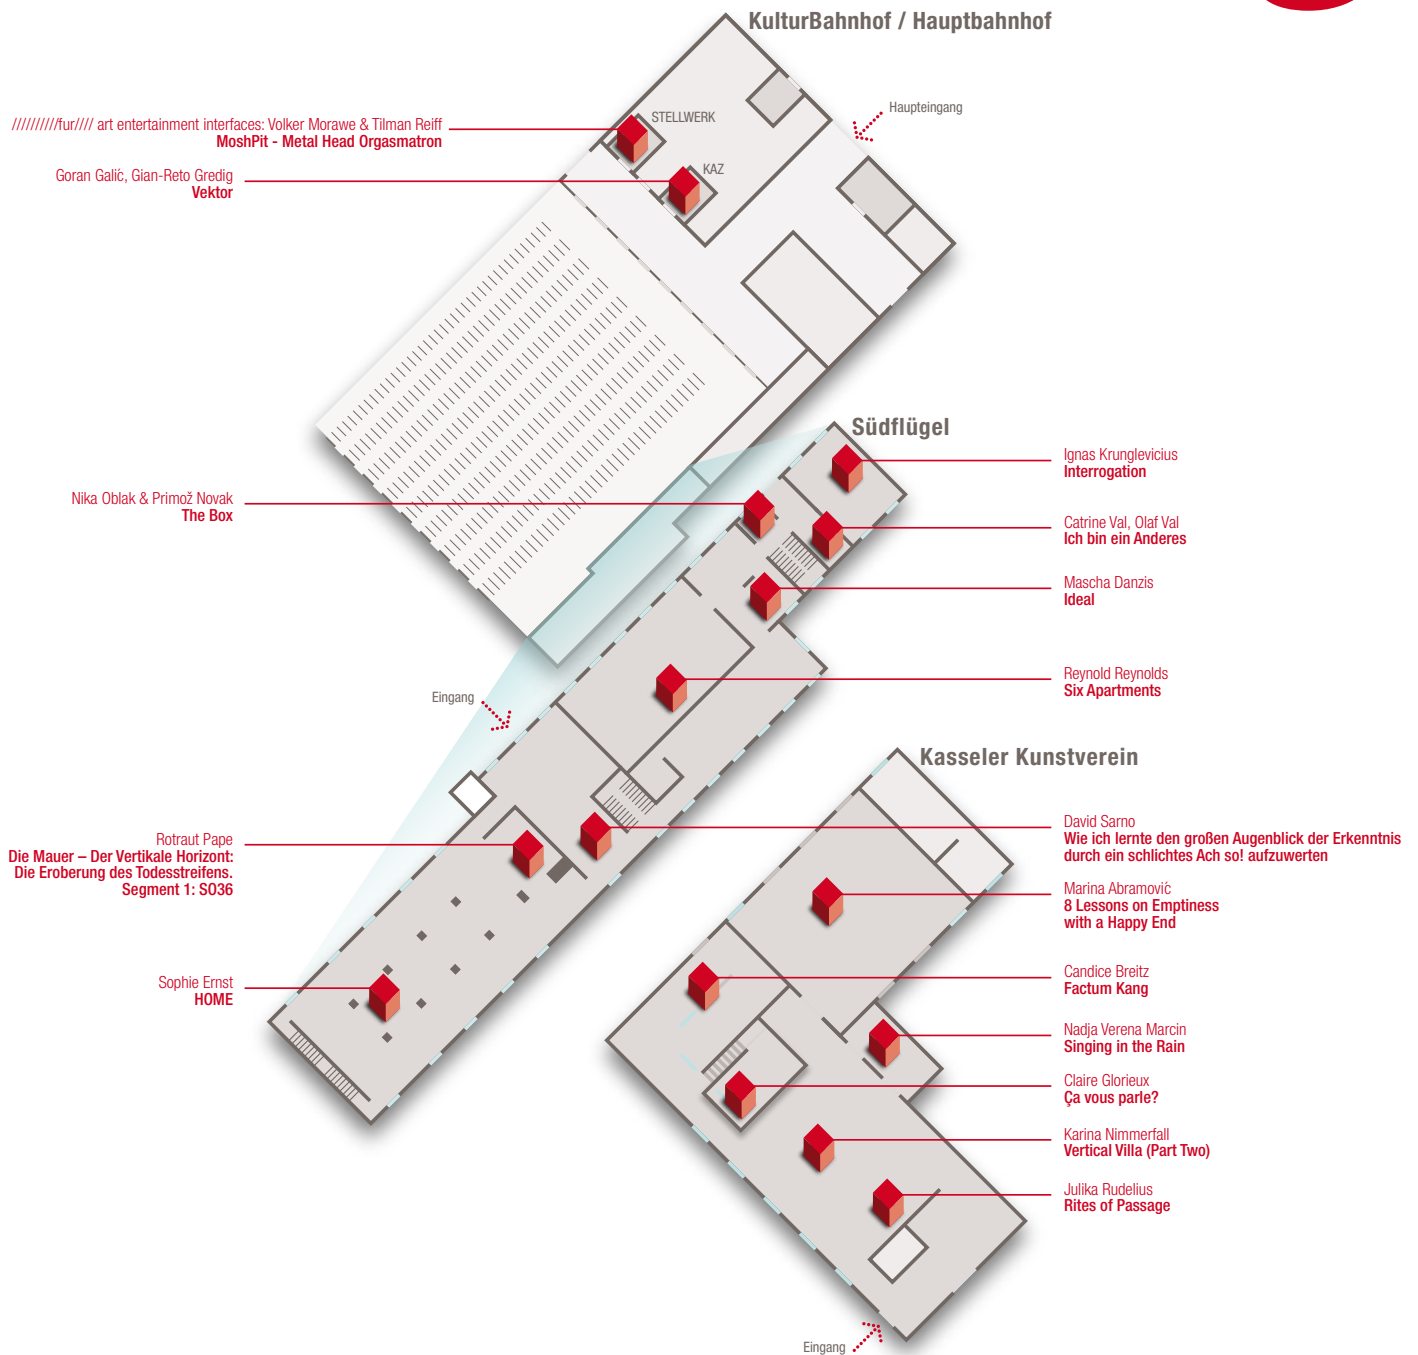 KulturBahnhof / Hauptbahnhof
Haupteingang
STELLWERK
KAZ
//////////fur//// art entertainment interfaces: Volker Morawe & Tilman Reiff
MoshPit - Metal Head Orgasmatron
Goran Galić, Gian-Reto Gredig
Vektor
Südflügel
Ignas Krunglevicius
Interrogation
Nika Oblak & Primož Novak
The Box
Catrine Val, Olaf Val
Ich bin ein Anderes
Mascha Danzis
Ideal
Reynold Reynolds
Six Apartments
Eingang
Kasseler Kunstverein
David Sarno
Wie ich lernte den großen Augenblick der Erkenntnis
durch ein schlichtes Ach so! aufzuwerten
Rotraut Pape
Die Mauer – Der Vertikale Horizont:
Die Eroberung des Todesstreifens.
Segment 1: SO36
Marina Abramović
8 Lessons on Emptiness
with a Happy End
Sophie Ernst
HOME
Candice Breitz
Factum Kang
Nadja Verena Marcin
Singing in the Rain
Claire Glorieux
Ça vous parle?
Karina Nimmerfall
Vertical Villa (Part Two)
Julika Rudelius
Rites of Passage
Eingang